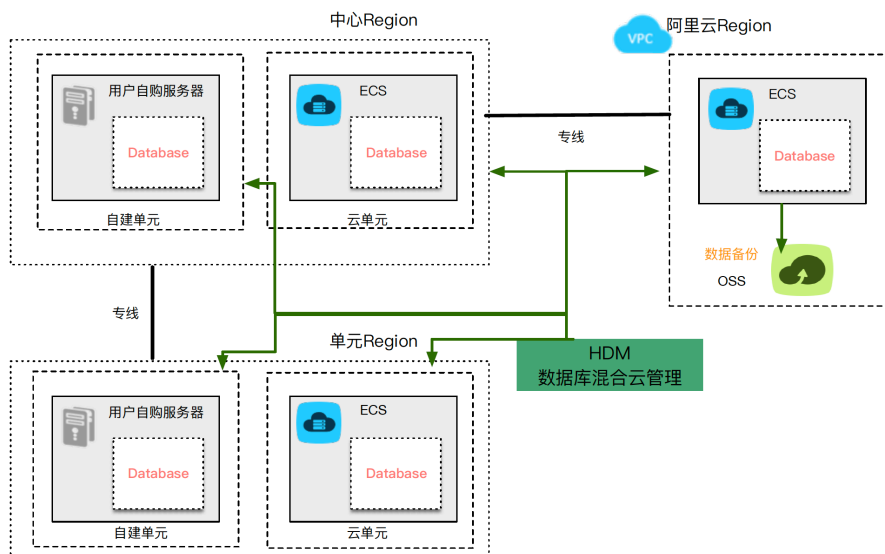 中心Region
用户自购服务器
Database
自建单元
ECS
Database
云单元
专线
VPC
阿里云Region
ECS
Database
数据备份
OSS
专线
单元Region
HDM
数据库混合云管理
用户自购服务器
Database
自建单元
ECS
Database
云单元